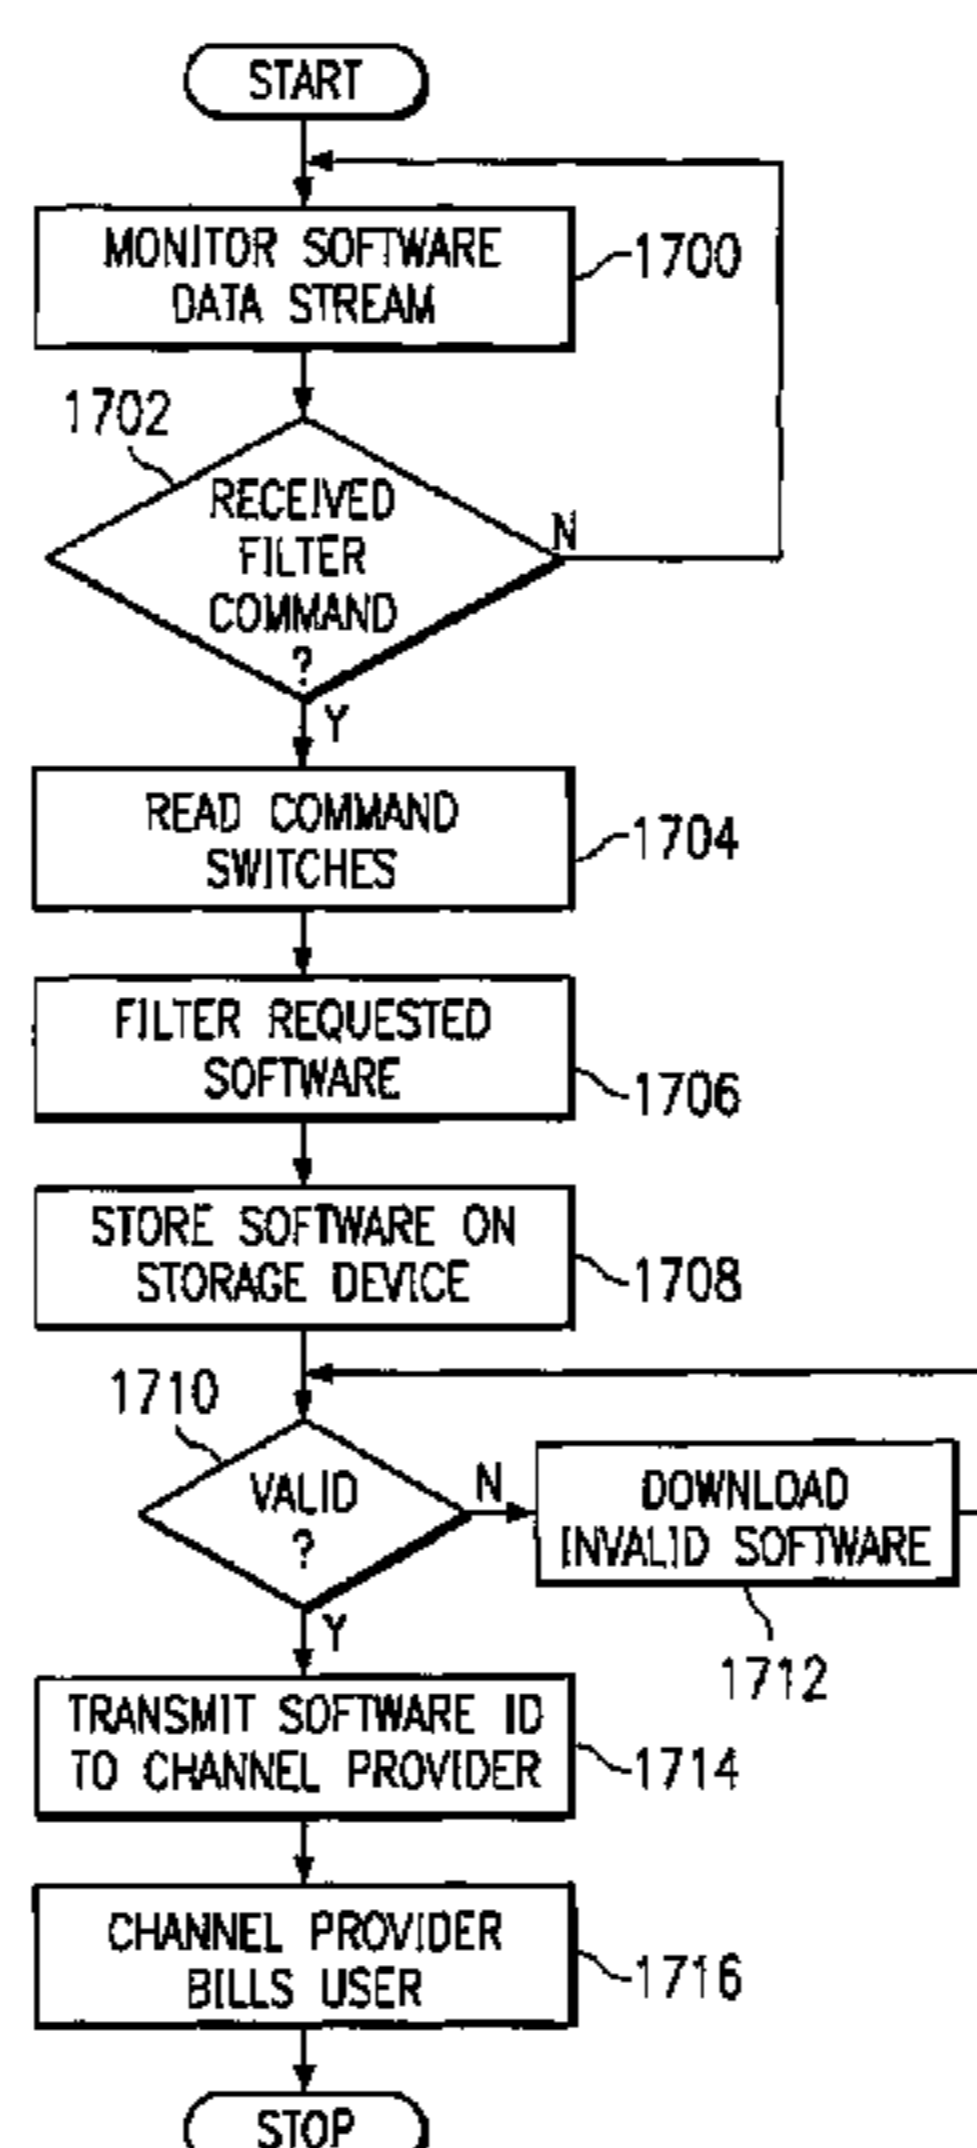 START
MONITOR SOFTWARE
DATA STREAM
1700
1702
RECEIVED
FILTER
COMMAND
?
N
Y
READ COMMAND
SWITCHES
1704
FILTER REQUESTED
SOFTWARE
1706
STORE SOFTWARE ON
STORAGE DEVICE
1708
1710
VALID
?
N
DOWNLOAD
INVALID SOFTWARE
1712
Y
TRANSMIT SOFTWARE ID
TO CHANNEL PROVIDER
1714
CHANNEL PROVIDER
BILLS USER
1716
STOP